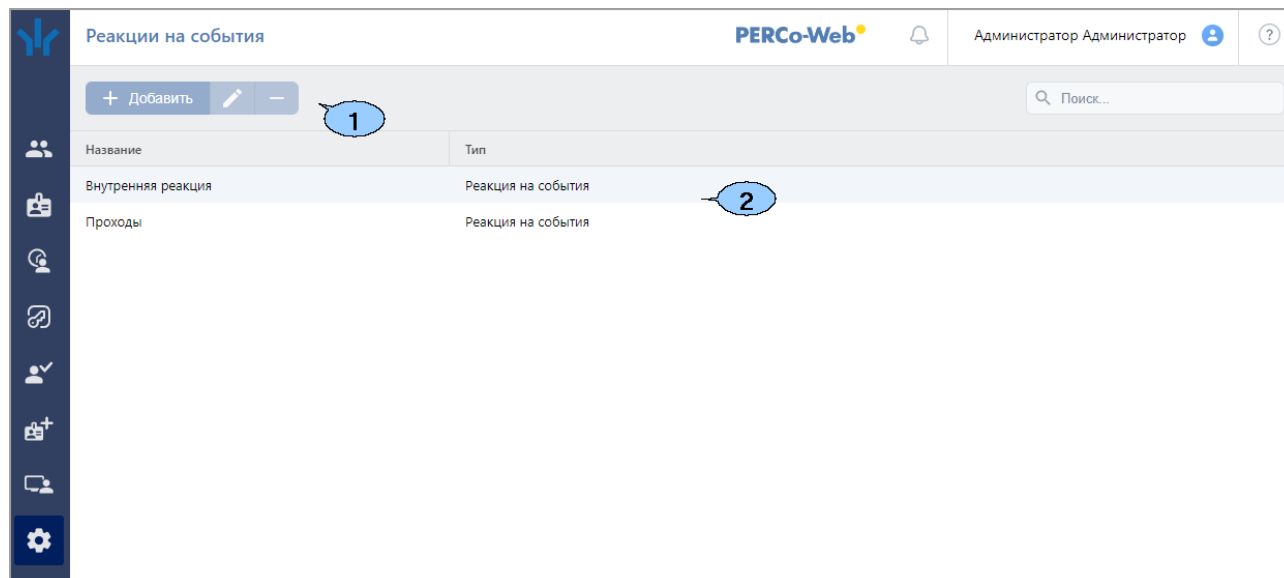 Реакции на события
PERCo-Web
Администратор Администратор
?
+ Добавить
Поиск...
1
Название Тип
Внутренняя реакция Реакция на события
2
Проходы Реакция на события